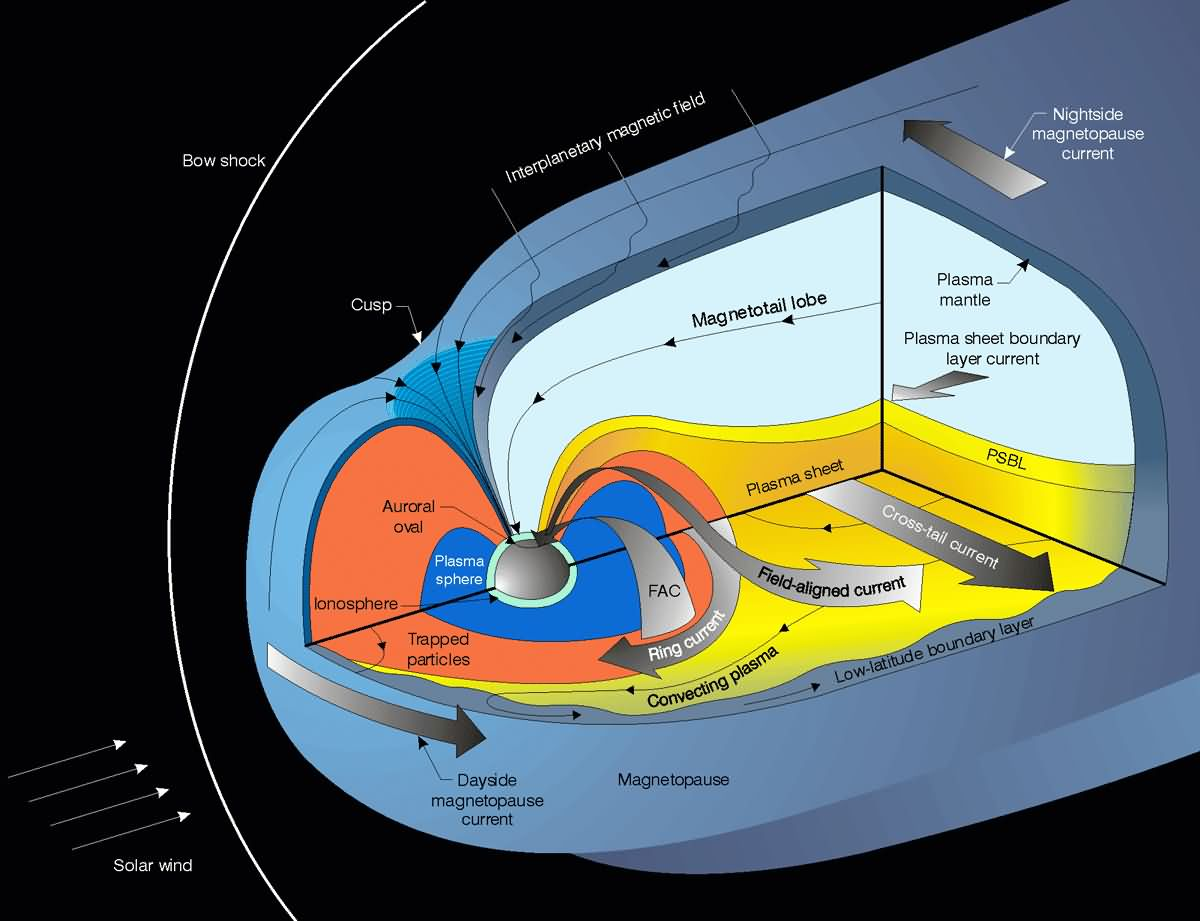 Bow shock
Interplanetary magnetic field
Nightside
magnetopause
current
Cusp
Plasma
mantle
Magnetotail lobe
Plasma sheet boundary
layer current
PSBL
Plasma sheet
Auroral
oval
Cross-tail current
Plasma
sphere
Field-aligned current
FAC
Ionosphere
Ring current
Trapped
particles
Low-latitude boundary layer
Convecting plasma
Dayside
magnetopause
current
Magnetopause
Solar wind